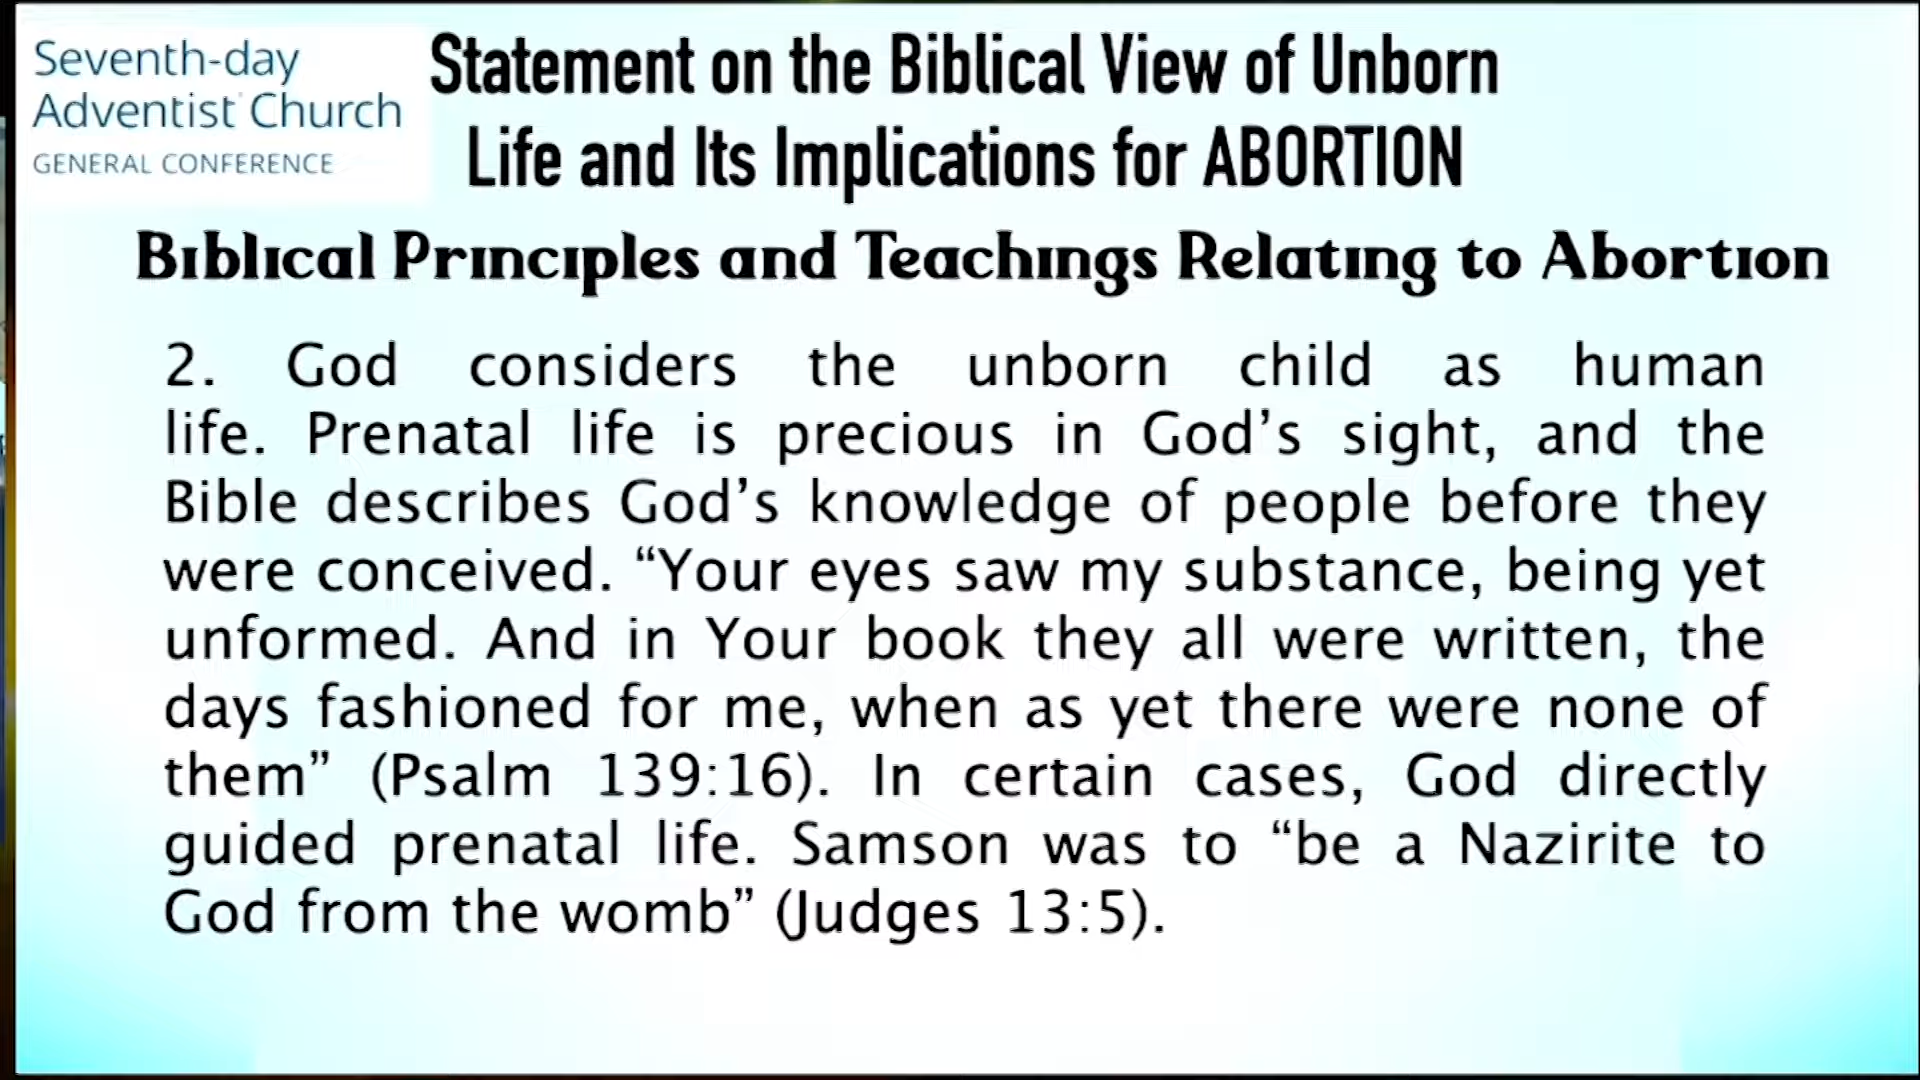 Seventh-day
Adventist Church
GENERAL CONFERENCE
Statement on the Biblical View of Unborn
Life and Its Implications for ABORTION
Biblical Principles and Teachings Relating to Abortion
2. God considers the unborn child as human
life. Prenatal life is precious in God’s sight, and the
Bible describes God’s knowledge of people before they
were conceived. “Your eyes saw my substance, being yet
unformed. And in Your book they all were written, the
days fashioned for me, when as yet there were none of
them” (Psalm 139:16). In certain cases, God directly
guided prenatal life. Samson was to “be a Nazirite to
God from the womb” (Judges 13:5).